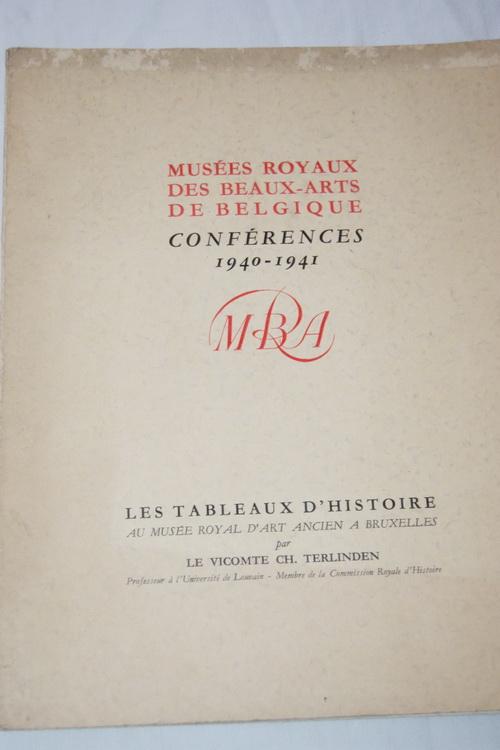 MUSÉES ROYAUX
DES BEAUX-ARTS
DE BELGIQUE
CONFÉRENCES
1940-1941
MBA
LES TABLEAUX D'HISTOIRE
AU MUSÉE ROYAL D'ART ANCIEN A BRUXELLES
par
LE VICOMTE CH. TERLINDEN
Professeur à l'Université de Louvain - Membre de la Commission Royale d'Histoire